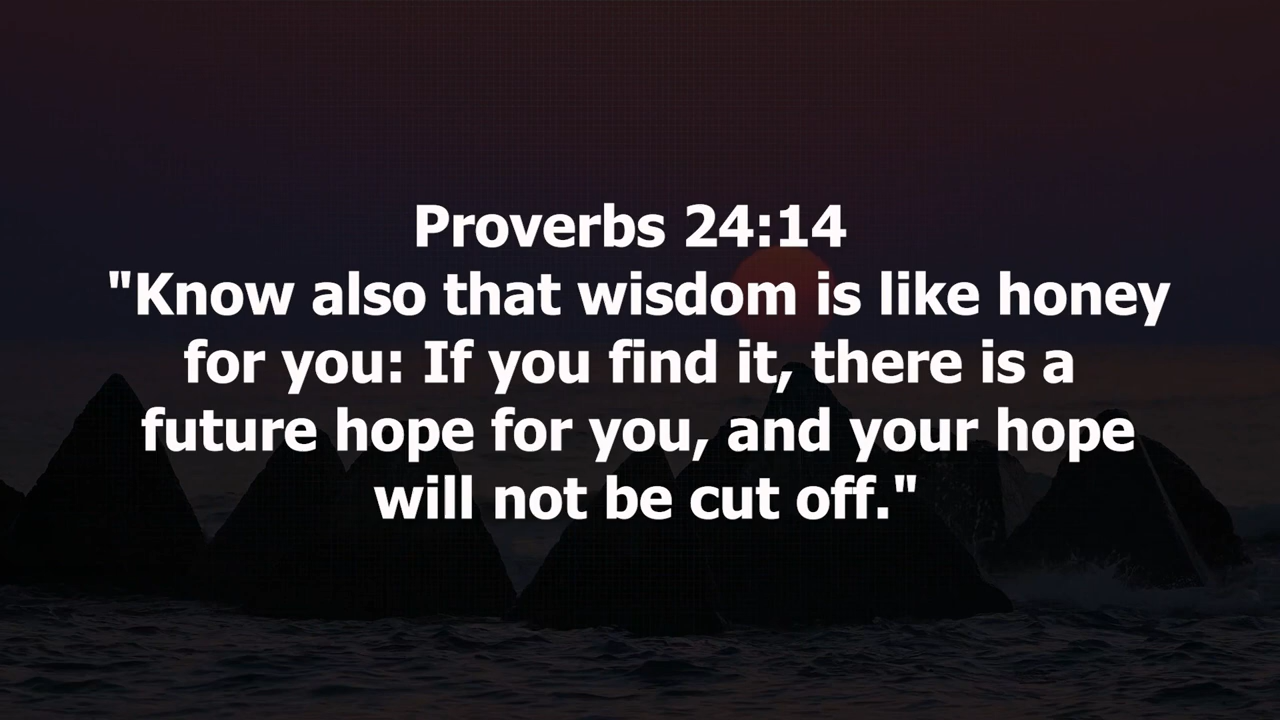 Proverbs 24:14
"Know also that wisdom is like honey
for you: If you find it, there is a
future hope for you, and your hope
will not be cut off."